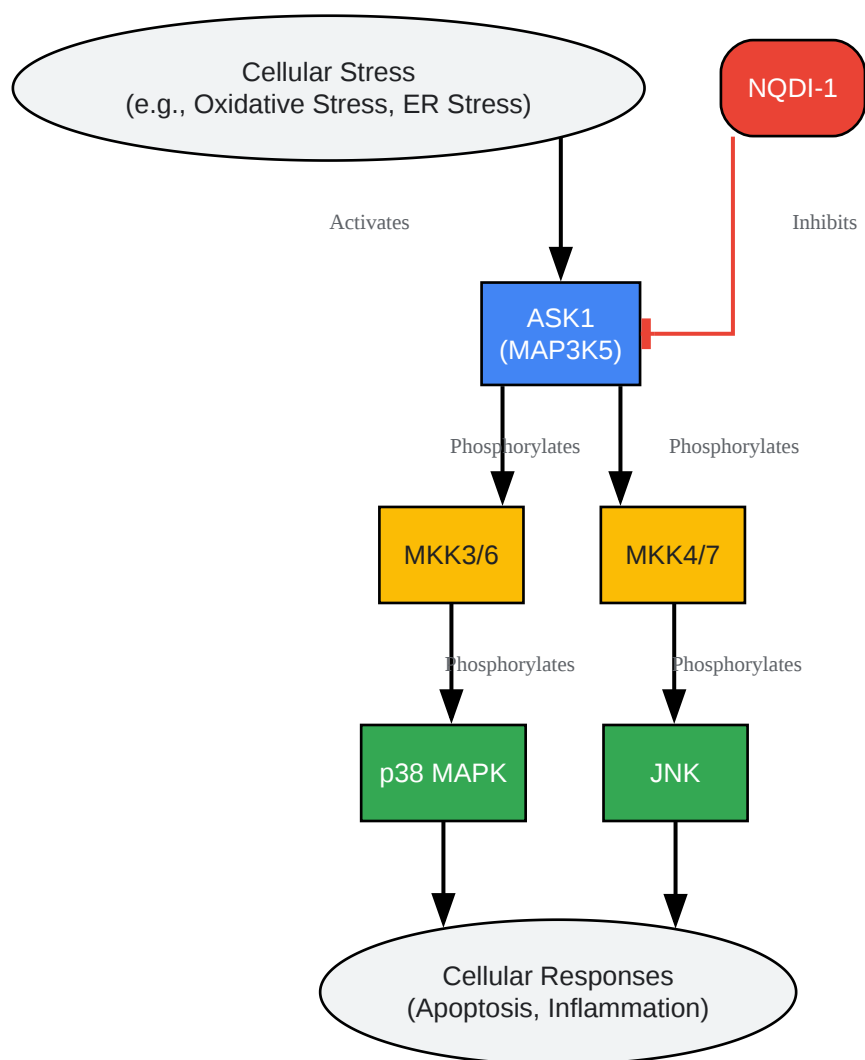 Cellular Stress
(e.g., Oxidative Stress, ER Stress)
NQDI-1
Activates
Inhibits
ASK1
(MAP3K5)
Phosphorylates
Phosphorylates
MKK3/6
MKK4/7
Phosphorylates
Phosphorylates
p38 MAPK
JNK
Cellular Responses
(Apoptosis, Inflammation)